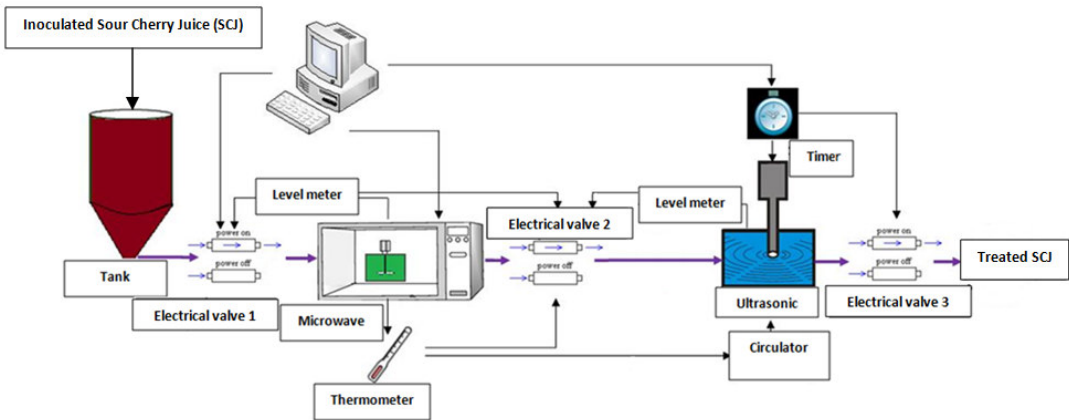 Inoculated Sour Cherry Juice (SCJ)
Timer
Level meter
Level meter
Electrical valve 2
power on
power on
power on
power off
power off
power off
Tank
Treated SCJ
Electrical valve 1
Microwave
Ultrasonic
Electrical valve 3
Circulator
Thermometer